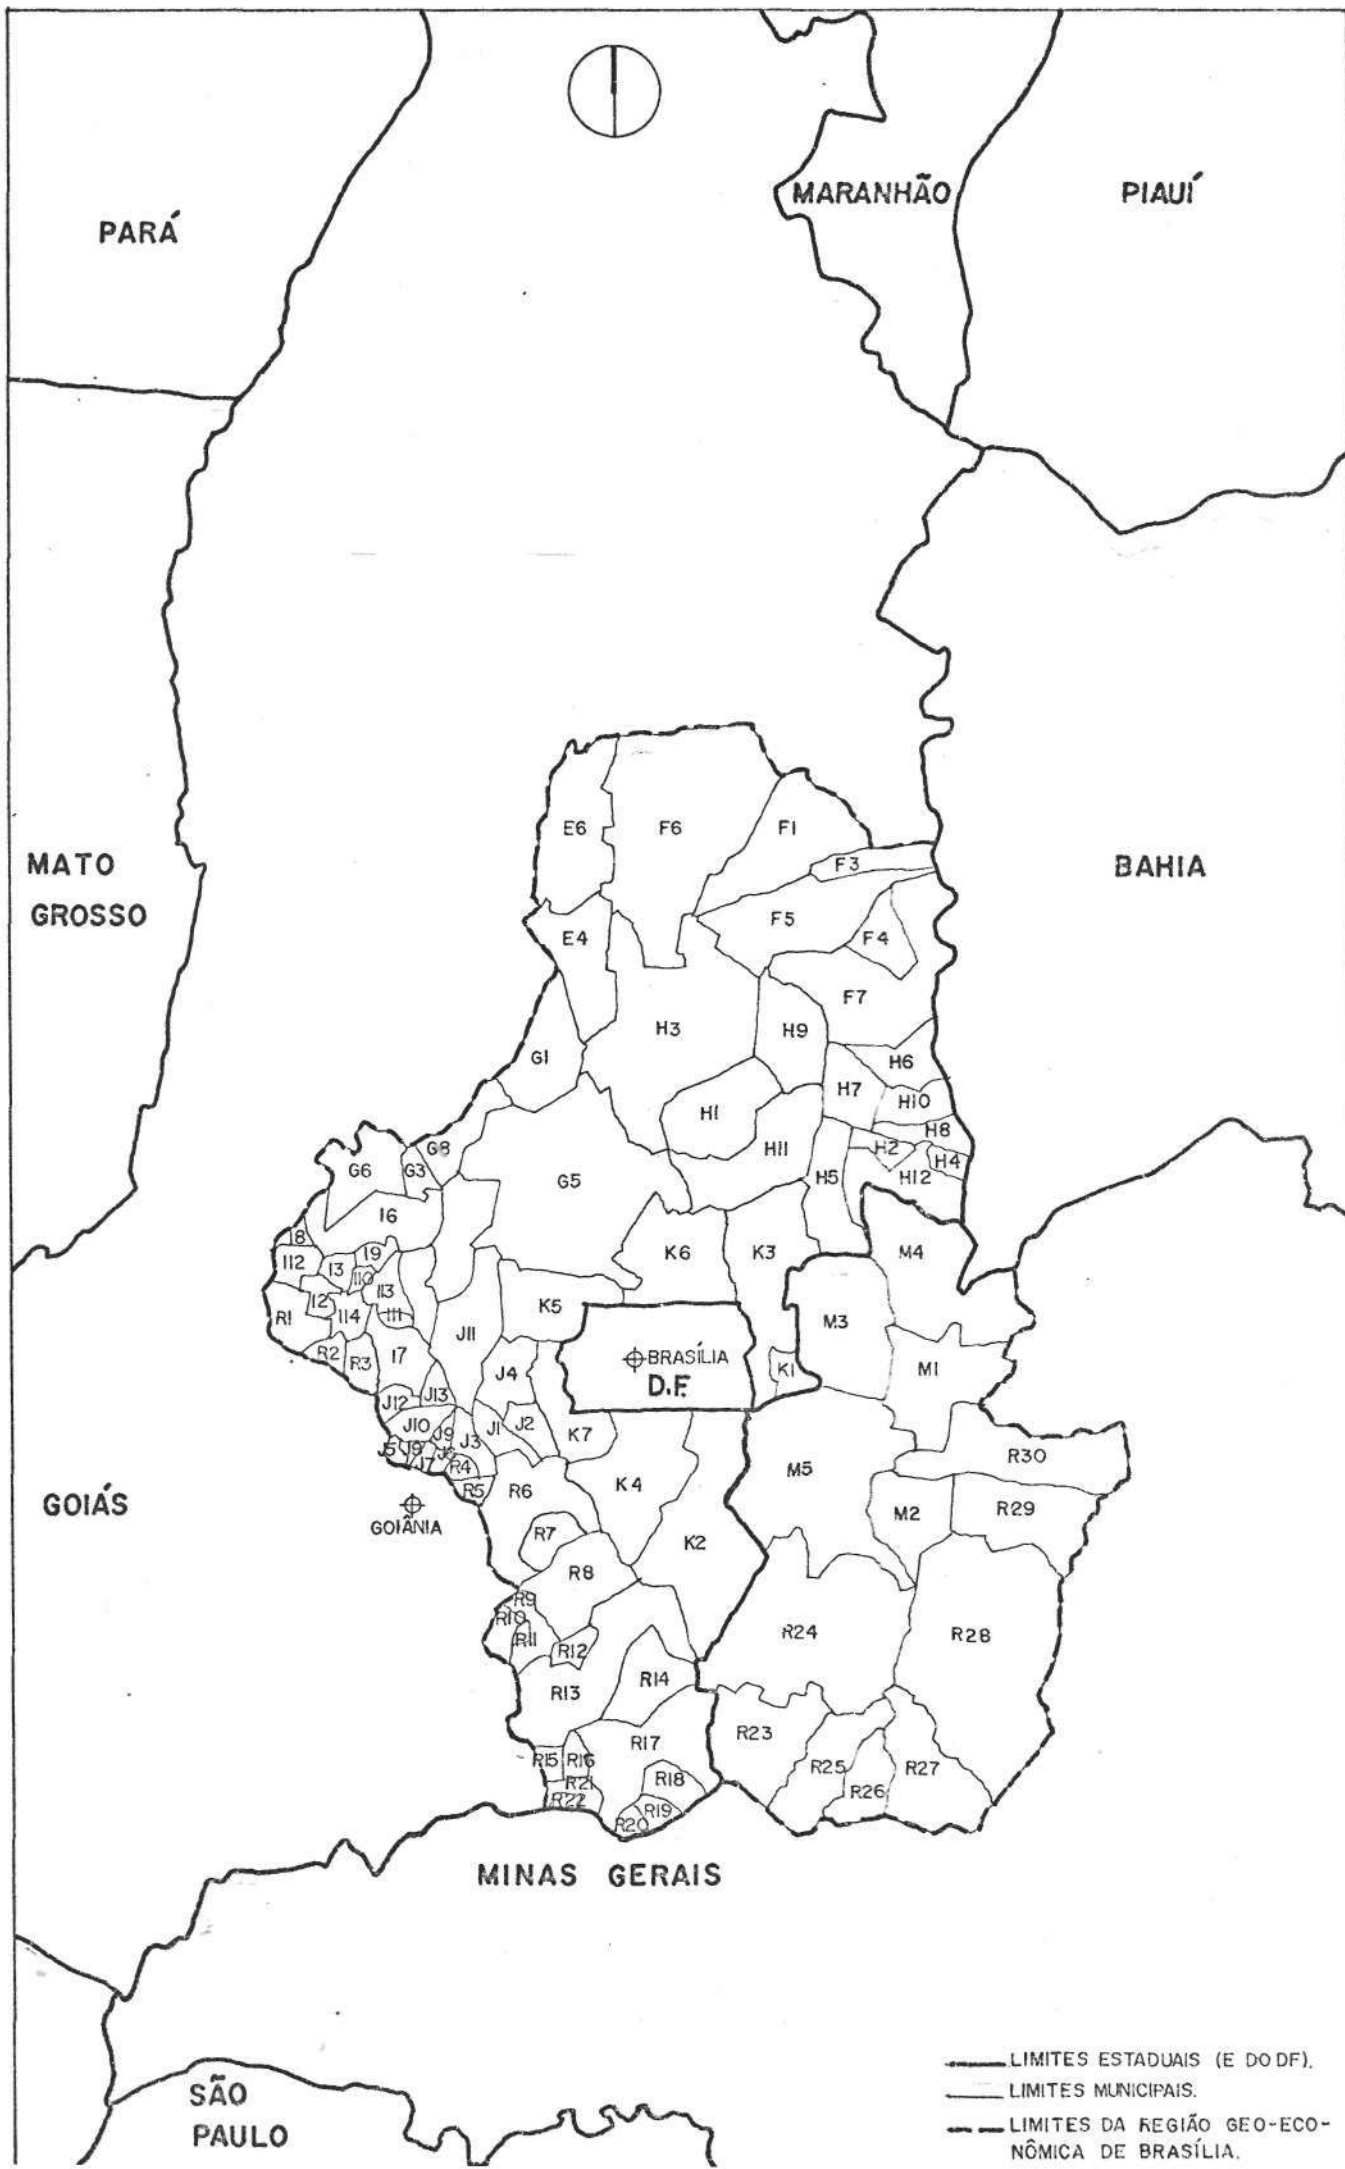 PARÁ
MARANHÃO
PIAUÍ
MATO
GROSSO
BAHIA
E6
F6
F1
F3
F5
F4
E4
F7
H3
H9
G1
H6
H7
H10
H1
H8
H11
H2
H4
H5
H12
G8
G6
G3
G5
I6
I8
K6
K3
M4
I12
I3
I9
I10
I13
I2
I14
I11
R1
K5
M3
J11
R2
R3
I7
BRASÍLIA
D.F.
J4
K1
M1
J12
J13
J10
J9
J3
J1
J2
K7
J5
J7
R4
R5
R6
K4
M5
R30
M2
R29
GOIÁS
GOIÂNIA
R7
K2
R8
R9
R10
R11
R12
R24
R28
R13
R14
R23
R17
R15
R16
R21
R22
R18
R19
R20
R25
R26
R27
MINAS GERAIS
SÃO
PAULO
LIMITES ESTADUAIS (E DO DF).
LIMITES MUNICIPAIS.
LIMITES DA REGIÃO GEO-ECO-
NÔMICA DE BRASÍLIA.